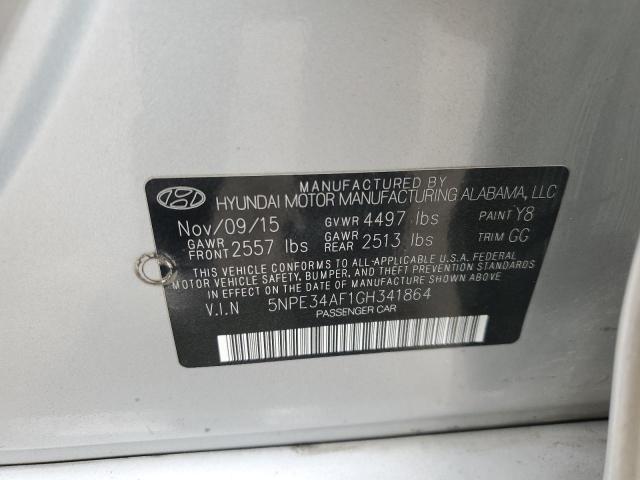 MANUFACTURED BY
HYUNDAI MOTOR MANUFACTURING ALABAMA, LLC
Nov/09/15 GVWR 4497 lbs PAINT Y8
GAWR FRONT 2557 lbs GAWR REAR 2513 lbs TRIM GG
THIS VEHICLE CONFORMS TO ALL APPLICABLE U.S.A. FEDERAL
MOTOR VEHICLE SAFETY, BUMPER, AND THEFT PREVENTION
STANDARDS IN EFFECT ON THE DATE OF MANUFACTURE SHOWN ABOVE
V.I.N 5NPE34AF1GH341864
PASSENGER CAR